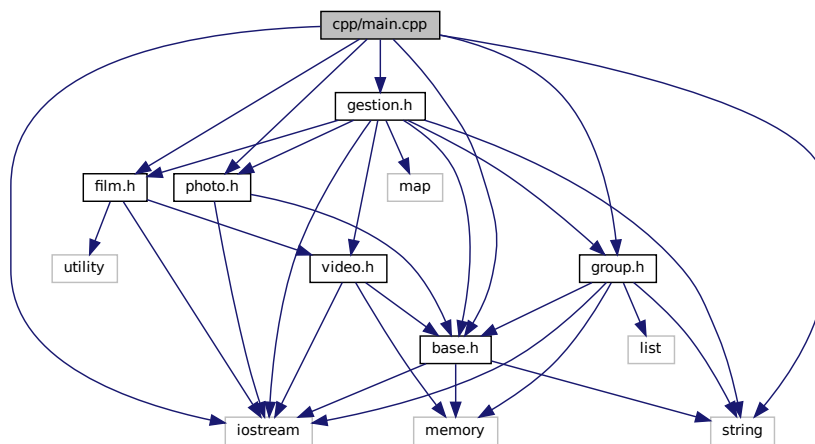 cpp/main.cpp
gestion.h
film.h
photo.h
map
utility
video.h
group.h
base.h
list
iostream
memory
string